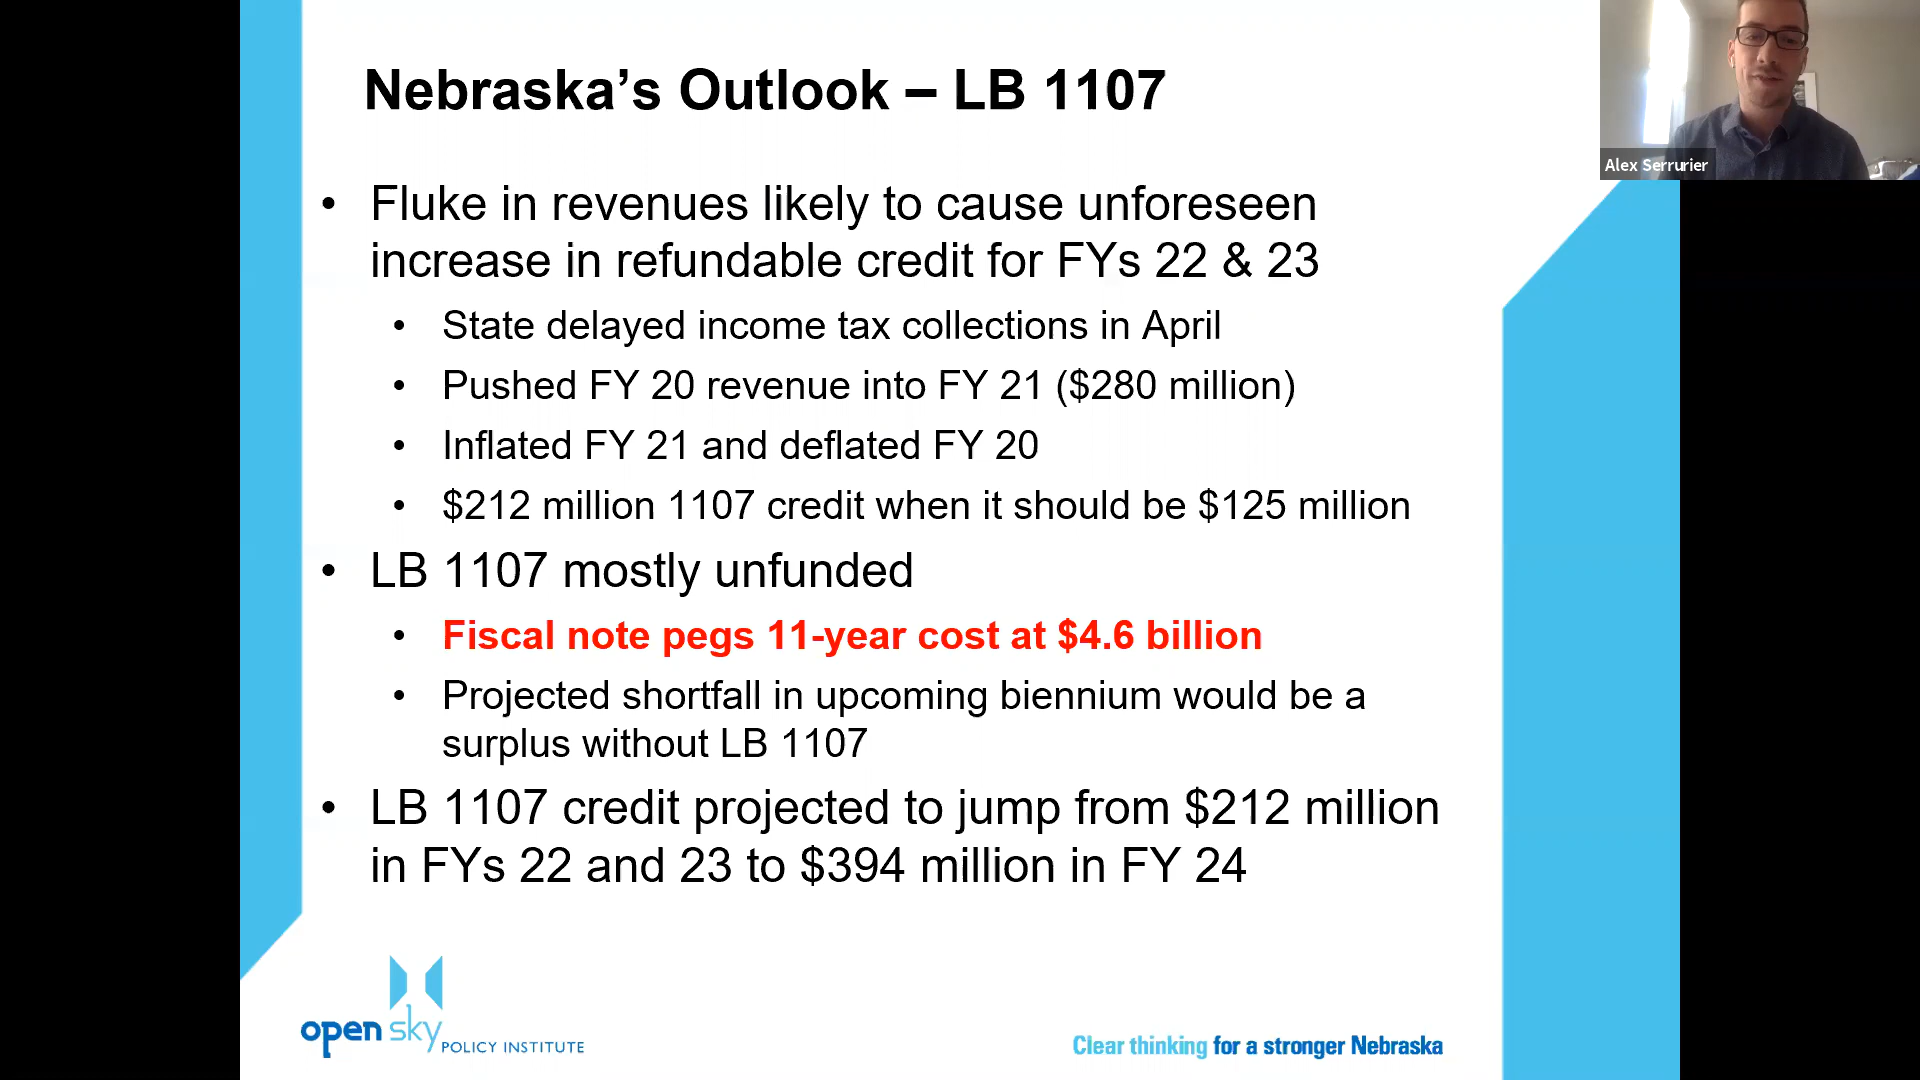 Nebraska’s Outlook – LB 1107
Alex Serrurier
• Fluke in revenues likely to cause unforeseen
increase in refundable credit for FYs 22 & 23
• State delayed income tax collections in April
• Pushed FY 20 revenue into FY 21 ($280 million)
• Inflated FY 21 and deflated FY 20
• $212 million 1107 credit when it should be $125 million
• LB 1107 mostly unfunded
• Fiscal note pegs 11-year cost at $4.6 billion
• Projected shortfall in upcoming biennium would be a
surplus without LB 1107
• LB 1107 credit projected to jump from $212 million
in FYs 22 and 23 to $394 million in FY 24
open sky
POLICY INSTITUTE
Clear thinking for a stronger Nebraska